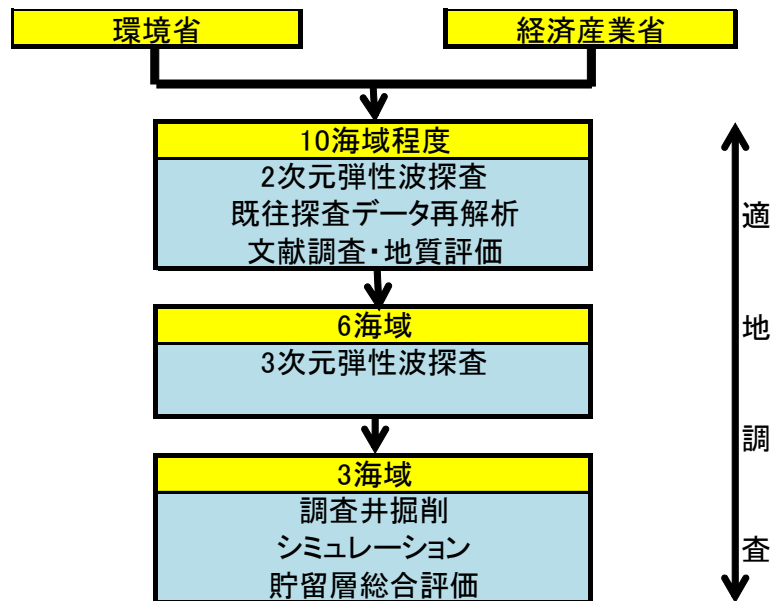 環境省
経済産業省
10海域程度
2次元弾性波探査
既往探査データ再解析
文献調査・地質評価
6海域
3次元弾性波探査
3海域
調査井掘削
シミュレーション
貯留層総合評価
適
地
調
査